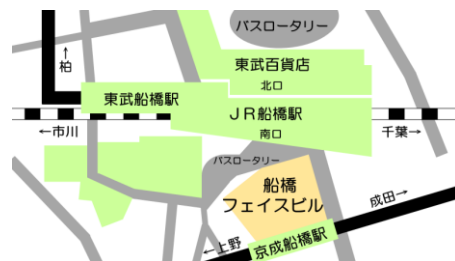 バスロータリー
↑柏
東武百貨店
北口
東武船橋駅
JR船橋駅
南口
←市川
千葉→
バスロータリー
船橋
フェイスビル
成田→
←上野
京成船橋駅